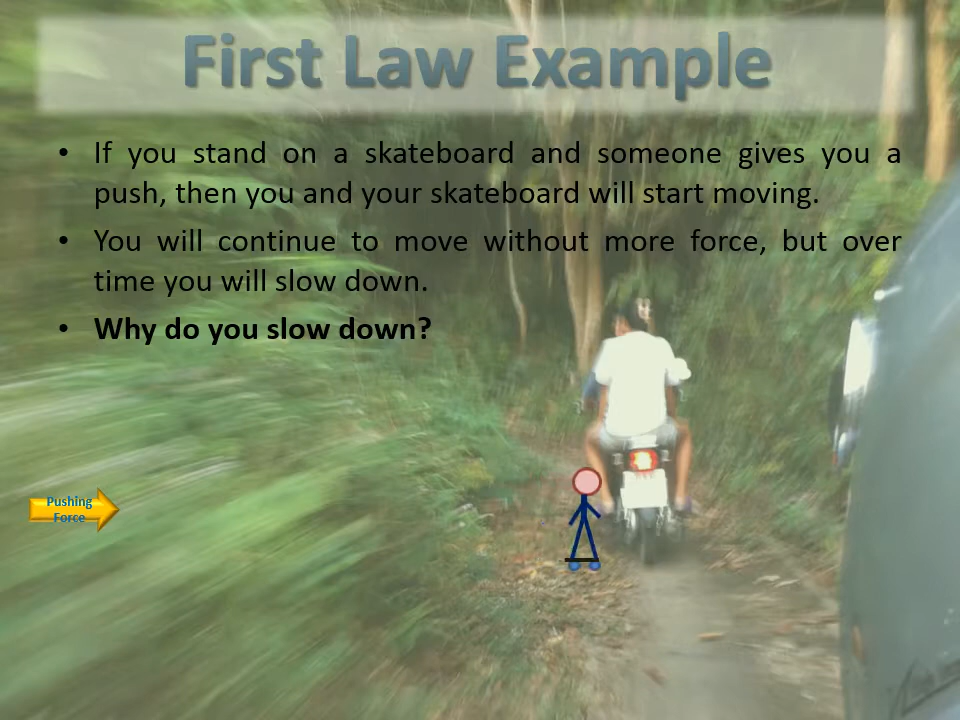 First Law Example
• If you stand on a skateboard and someone gives you a
push, then you and your skateboard will start moving.
• You will continue to move without more force, but over
time you will slow down.
• Why do you slow down?
Pushing
Force